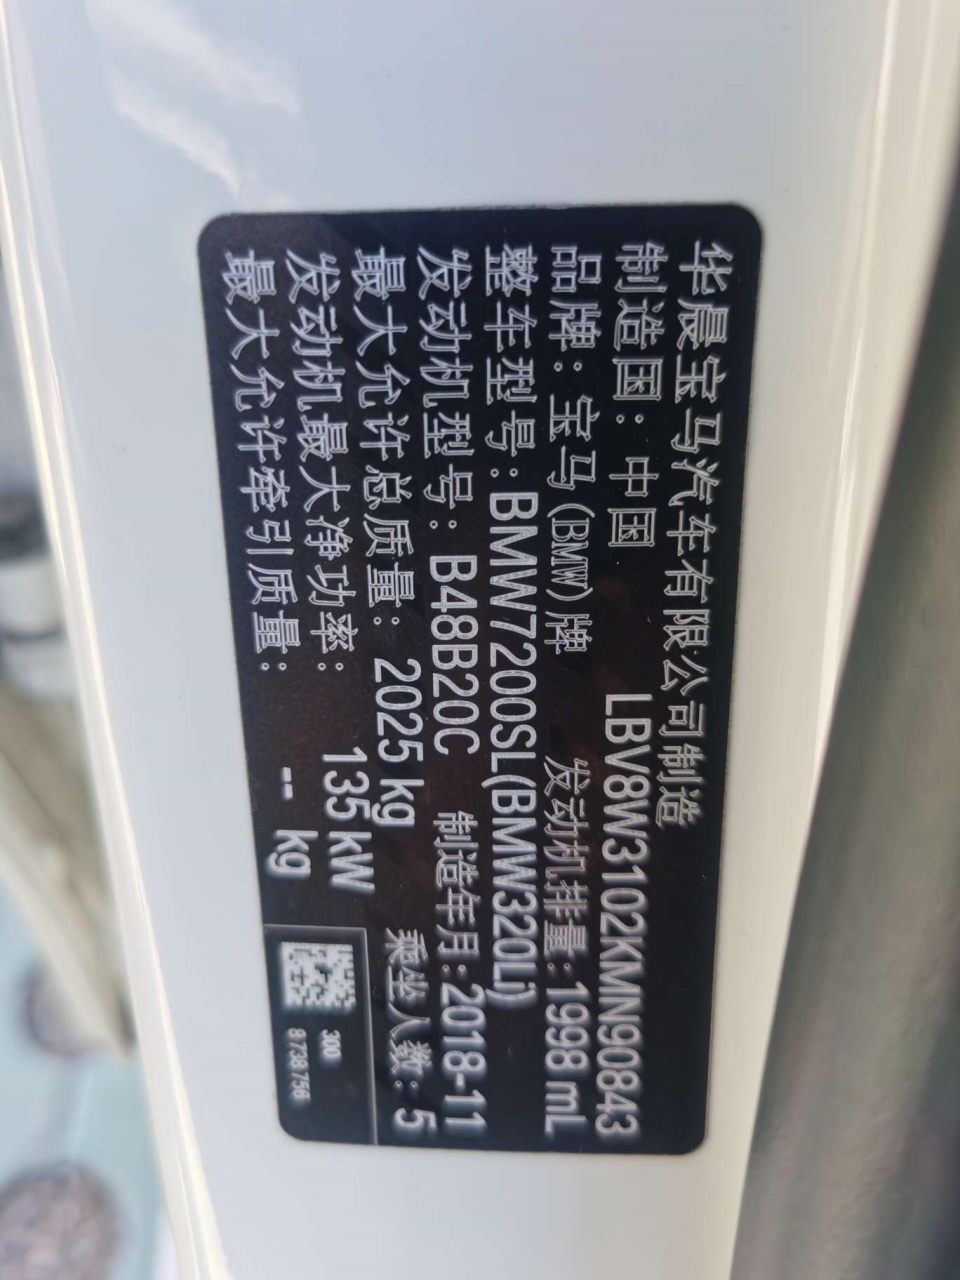 华晨宝马汽车有限公司制造
制造国：中国 LBV8W3102KMN90843
品牌：宝马(BMW)牌 发动机排量：1998 mL
整车型号：BMW7200SL(BMW320Li)
发动机型号：B48B20C 制造年月：2018-11
最大允许总质量：2025 kg 乘坐人数：5
发动机最大净功率：135 kW
最大允许牵引质量：-- kg
300
8 738 756